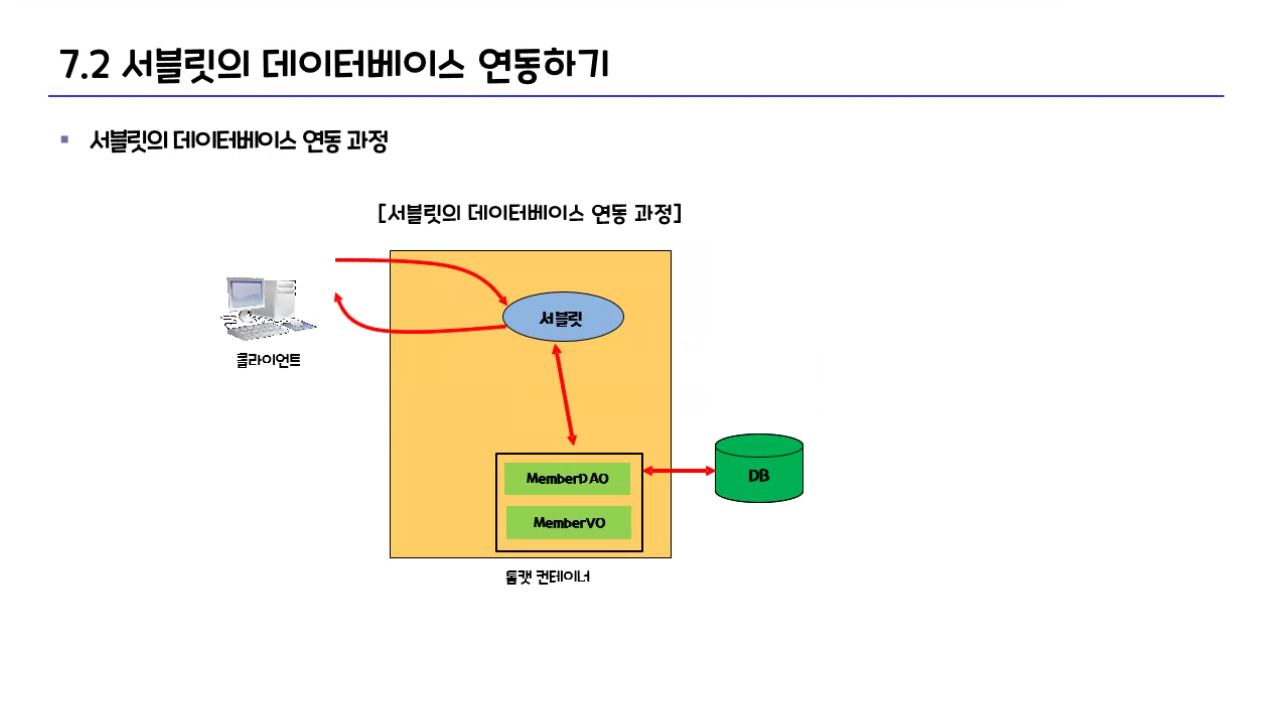 7.2 서블릿의 데이터베이스 연동하기
서블릿의 데이터베이스 연동 과정
[서블릿의 데이터베이스 연동 과정]
서블릿
클라이언트
MemberDAO
DB
MemberVO
톰캣 컨테이너